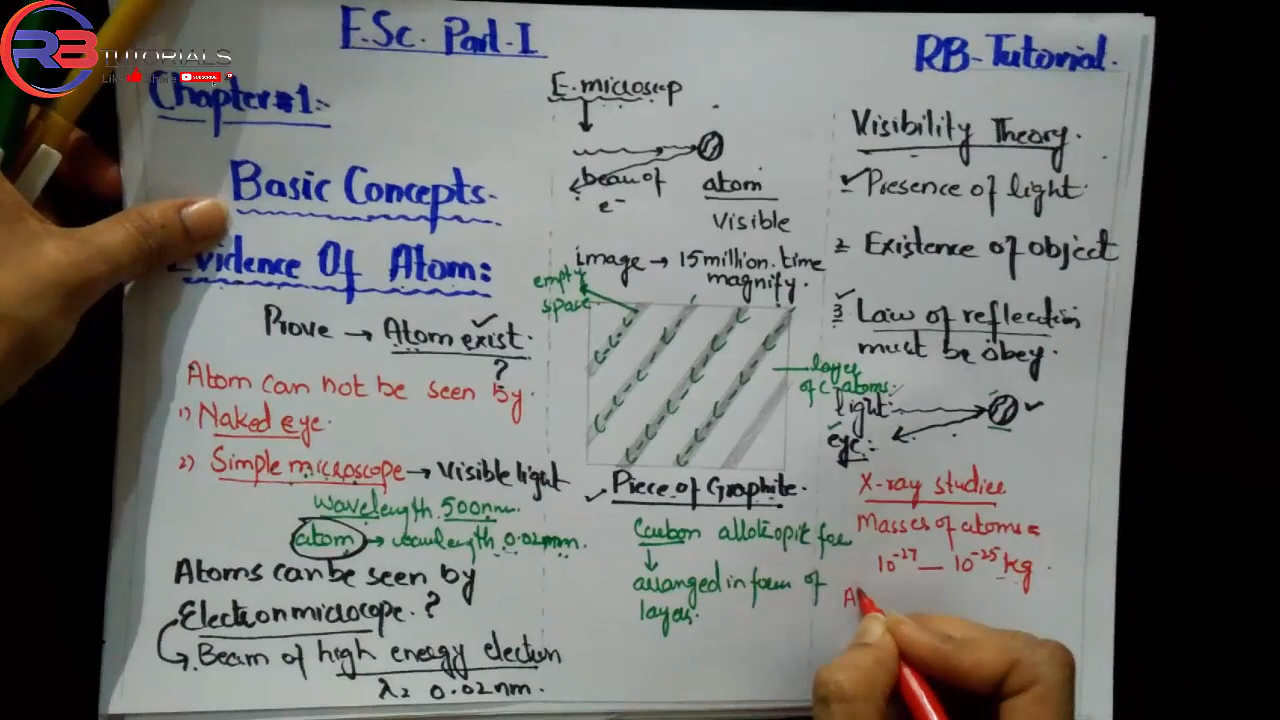 RB TUTORIALS
Like Share SUBSCRIBE
F.Sc. Part-I
RB-Tutorial.
Chapter#1:-
Basic Concepts.
Evidence Of Atom:
Prove → Atom exist.
?
Atom can not be seen by.
1) Naked eye.
2) Simple microscope → Visible light
wavelength 500nm.
atom → wavelength 0.02nm.
Atoms can be seen by
Electron microcope. ?
Beam of high energy electron
λ= 0.02nm.
E. microscop
beam of
e-
atom
visible
image → 15 million. time
magnify.
empty
space
layer
of C-atoms.
Piece of Graphite.
Carbon allotropic
arranged in form of
layers.
Visibility Theory.
Presence of light
2 Existence of object
3 Law of reflection
must be obey.
light
eye:
X-ray studies
Masses of atoms =
10-27 — 10-25 kg
A